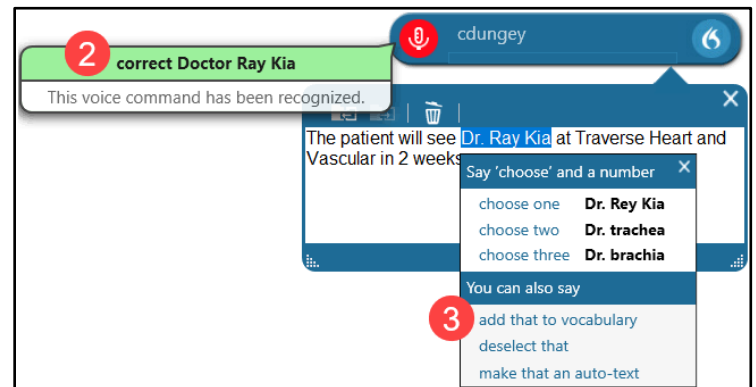 cdungey
2
correct Doctor Ray Kia
This voice command has been recognized.
The patient will see Dr. Ray Kia at Traverse Heart and
Vascular in 2 weeks
Say 'choose' and a number
choose one Dr. Rey Kia
choose two Dr. trachea
choose three Dr. brachia
You can also say
3
add that to vocabulary
deselect that
make that an auto-text